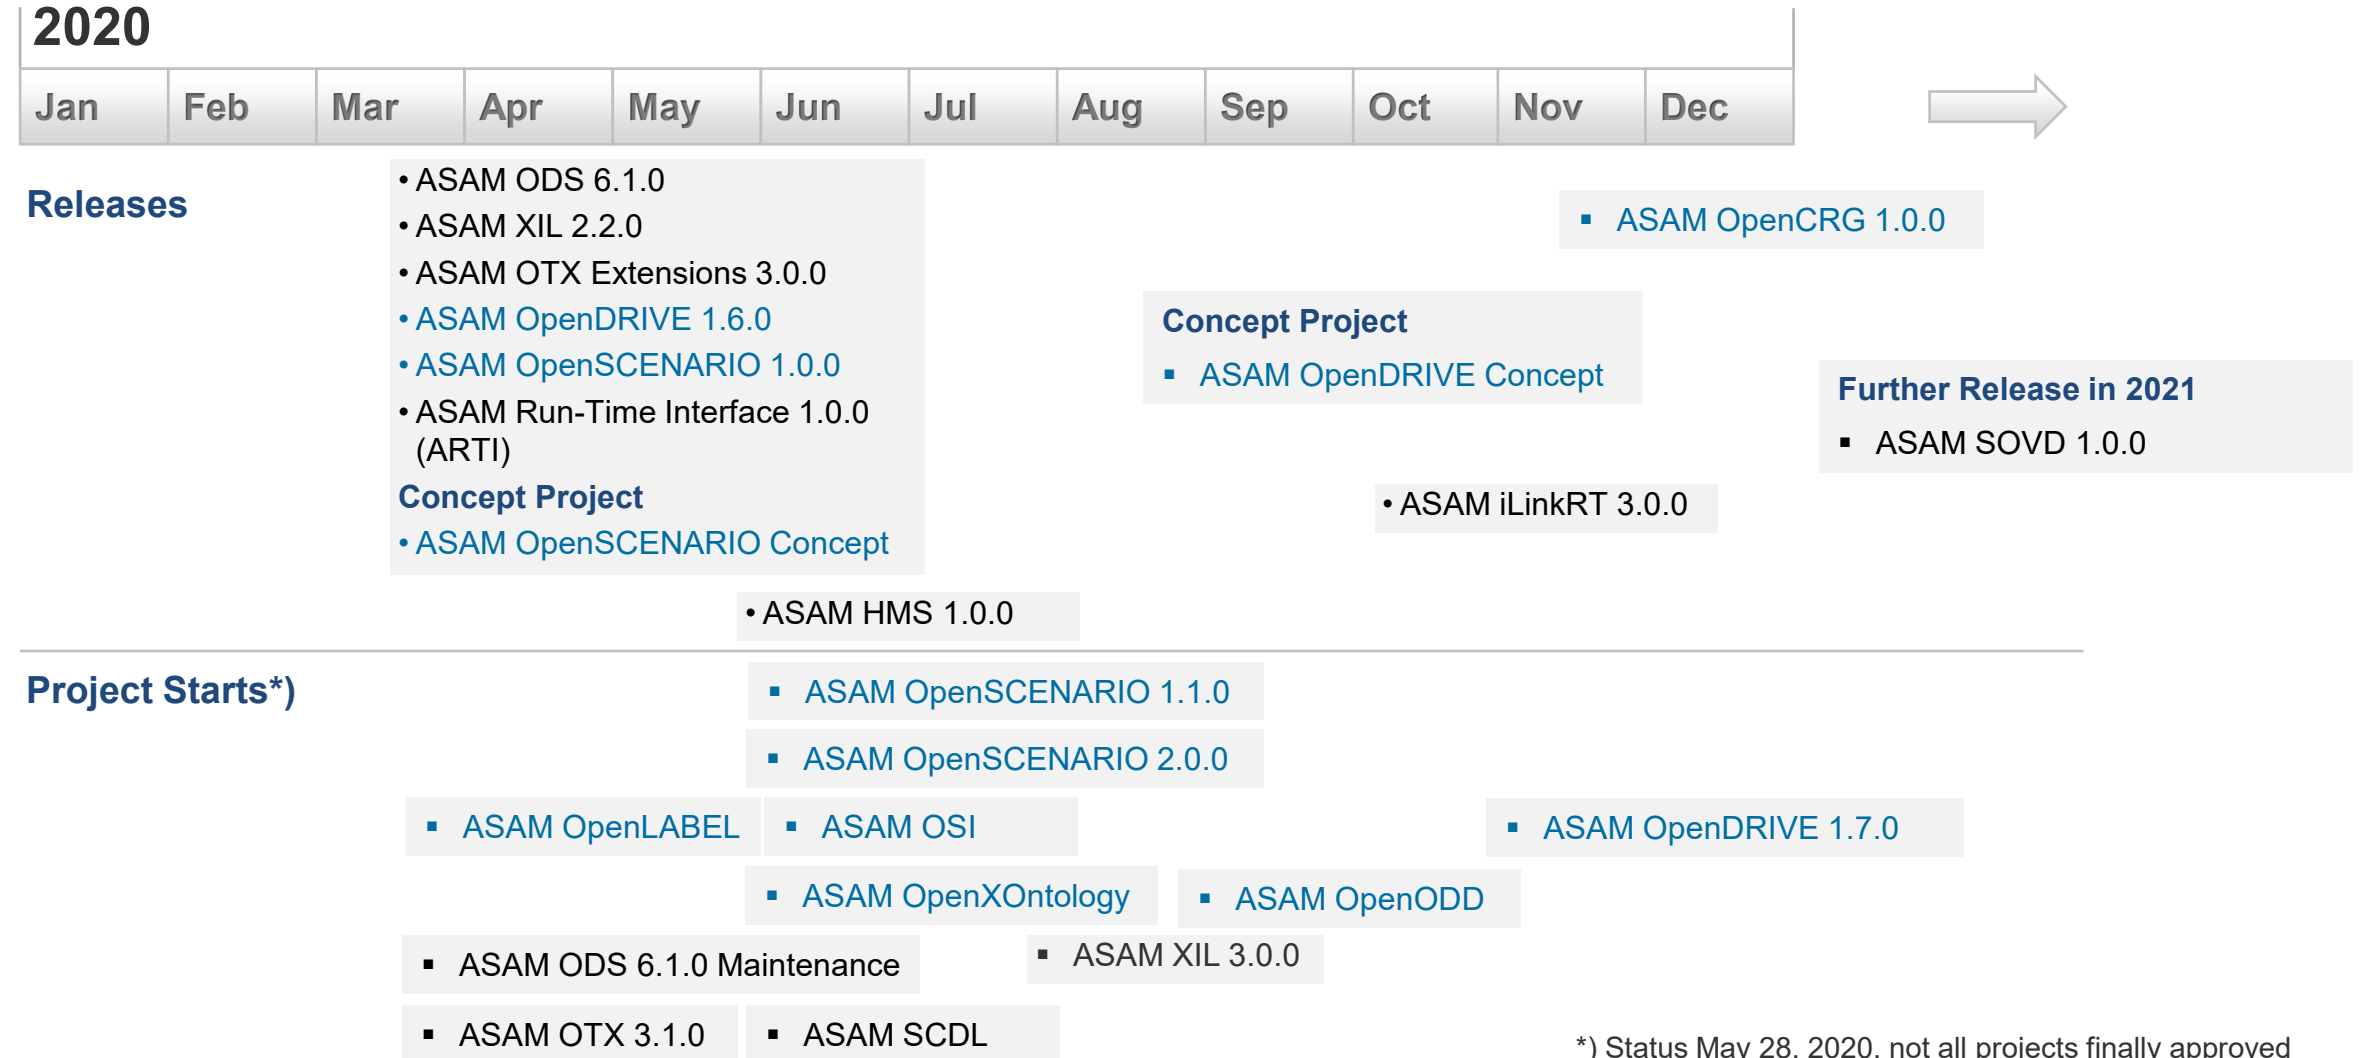 2020
Jan Feb Mar Apr May Jun Jul Aug Sep Oct Nov Dec
Releases
• ASAM ODS 6.1.0
• ASAM XIL 2.2.0
• ASAM OTX Extensions 3.0.0
• ASAM OpenDRIVE 1.6.0
• ASAM OpenSCENARIO 1.0.0
• ASAM Run-Time Interface 1.0.0
(ARTI)
Concept Project
• ASAM OpenSCENARIO Concept
▪ ASAM OpenCRG 1.0.0
Concept Project
▪ ASAM OpenDRIVE Concept
Further Release in 2021
▪ ASAM SOVD 1.0.0
• ASAM iLinkRT 3.0.0
• ASAM HMS 1.0.0
Project Starts*)
▪ ASAM OpenSCENARIO 1.1.0
▪ ASAM OpenSCENARIO 2.0.0
▪ ASAM OpenLABEL
▪ ASAM OSI
▪ ASAM OpenDRIVE 1.7.0
▪ ASAM OpenXOntology
▪ ASAM OpenODD
▪ ASAM ODS 6.1.0 Maintenance
▪ ASAM XIL 3.0.0
▪ ASAM OTX 3.1.0
▪ ASAM SCDL
*) Status May 28, 2020, not all projects finally approved